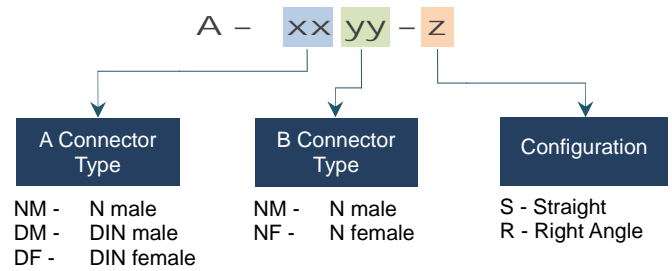 A – xx yy – z
A Connector
Type
NM - N male
DM - DIN male
DF - DIN female
B Connector
Type
NM - N male
NF - N female
Configuration
S - Straight
R - Right Angle